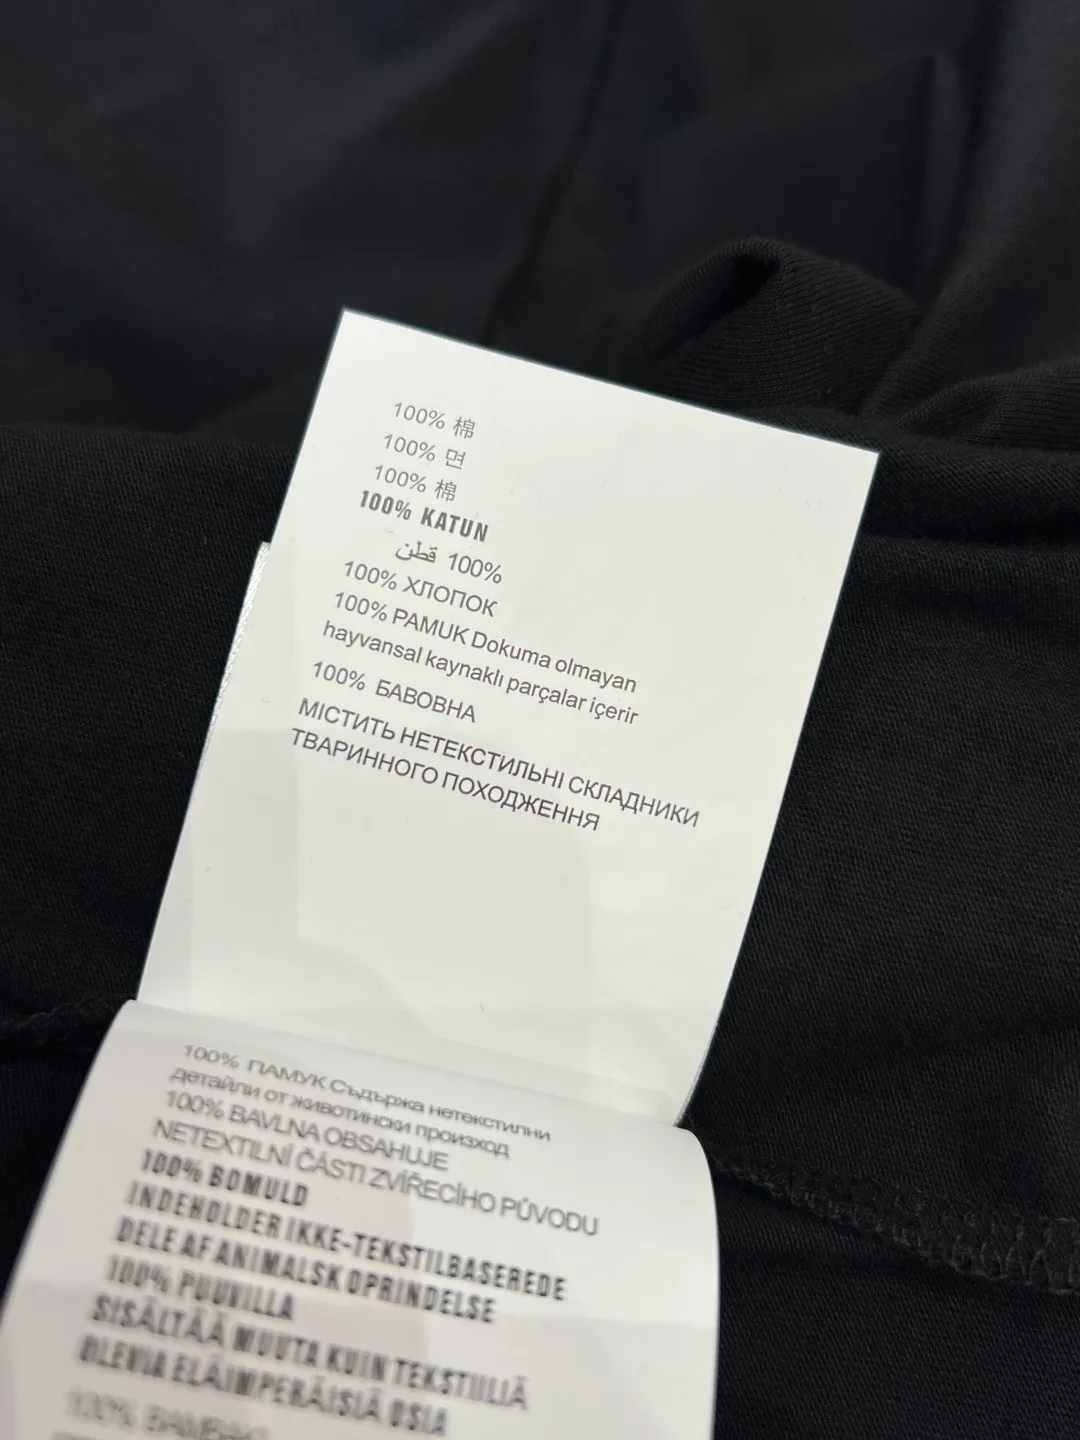 100% 棉
100% 면
100% 棉
100% KATUN
100% قطن
100% ХЛОПОК
100% PAMUK Dokuma olmayan
hayvansal kaynaklı parçalar içerir
100% БАВОВНА
МІСТИТЬ НЕТЕКСТИЛЬНІ СКЛАДНИКИ
ТВАРИННОГО ПОХОДЖЕННЯ
100% ПАМУК Съдържа нетекстилни
детайли от животински произход
100% BAVLNA OBSAHUJE
NETEXTILNÍ ČÁSTI ZVÍŘECÍHO PŮVODU
100% BOMULD
INDEHOLDER IKKE-TEKSTILBASEREDE
DELE AF ANIMALSK OPRINDELSE
100% PUUVILLA
SISÄLTÄÄ MUUTA KUIN TEKSTIILIÄ
OLEVIA ELÄIMPERÄISIÄ OSIA
100%